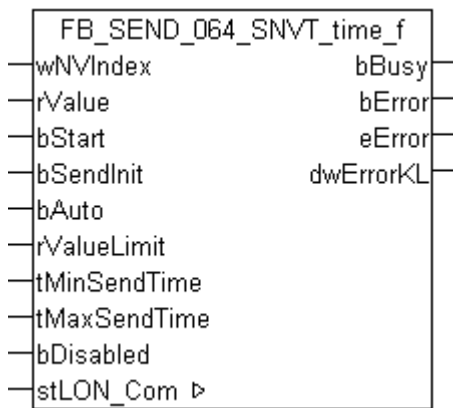 FB_SEND_064_SNVT_time_f
wNVIndex bBusy
rValue bError
bStart eError
bSendInit dwErrorKL
bAuto
rValueLimit
tMinSendTime
tMaxSendTime
bDisabled
stLON_Com ▷